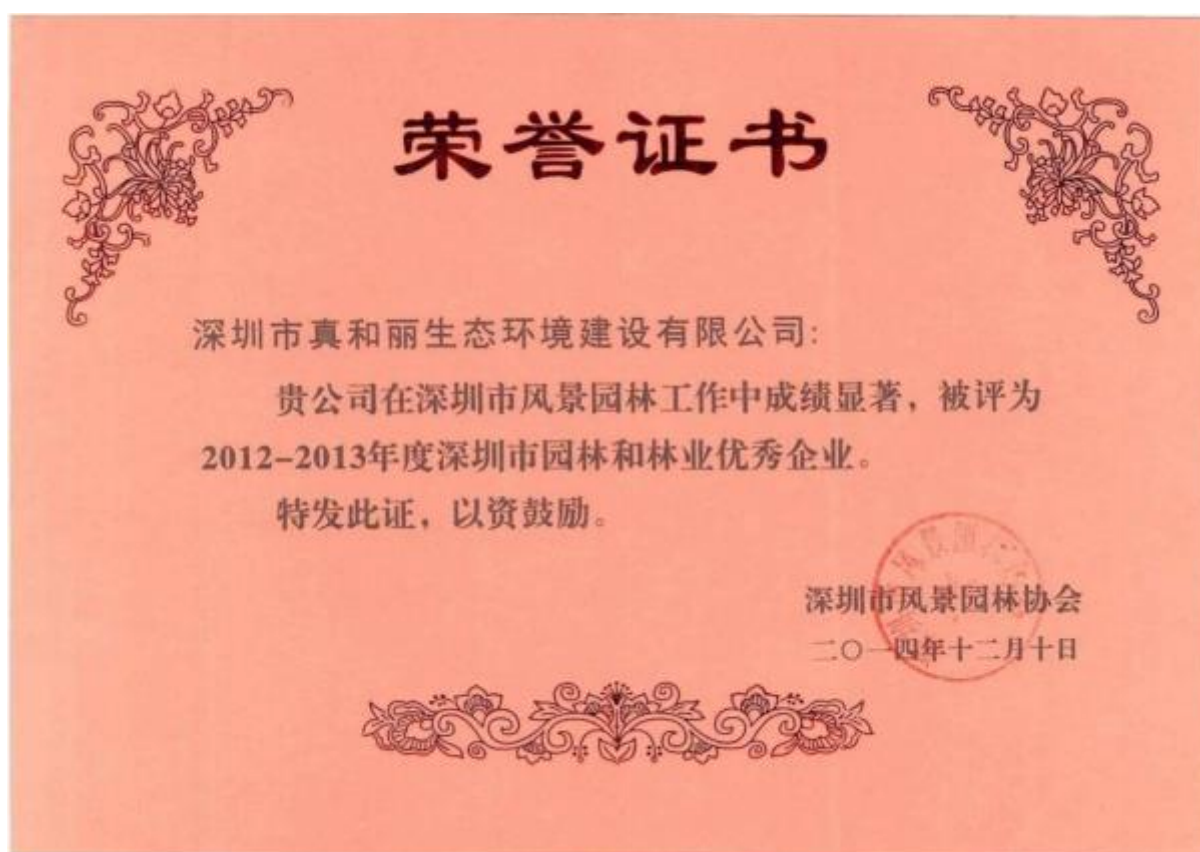 荣誉证书
深圳市真和丽生态环境建设有限公司:
贵公司在深圳市风景园林工作中成绩显著，被评为
2012-2013年度深圳市园林和林业优秀企业。
特发此证，以资鼓励。
深圳市风景园林协会
二〇一四年十二月十日